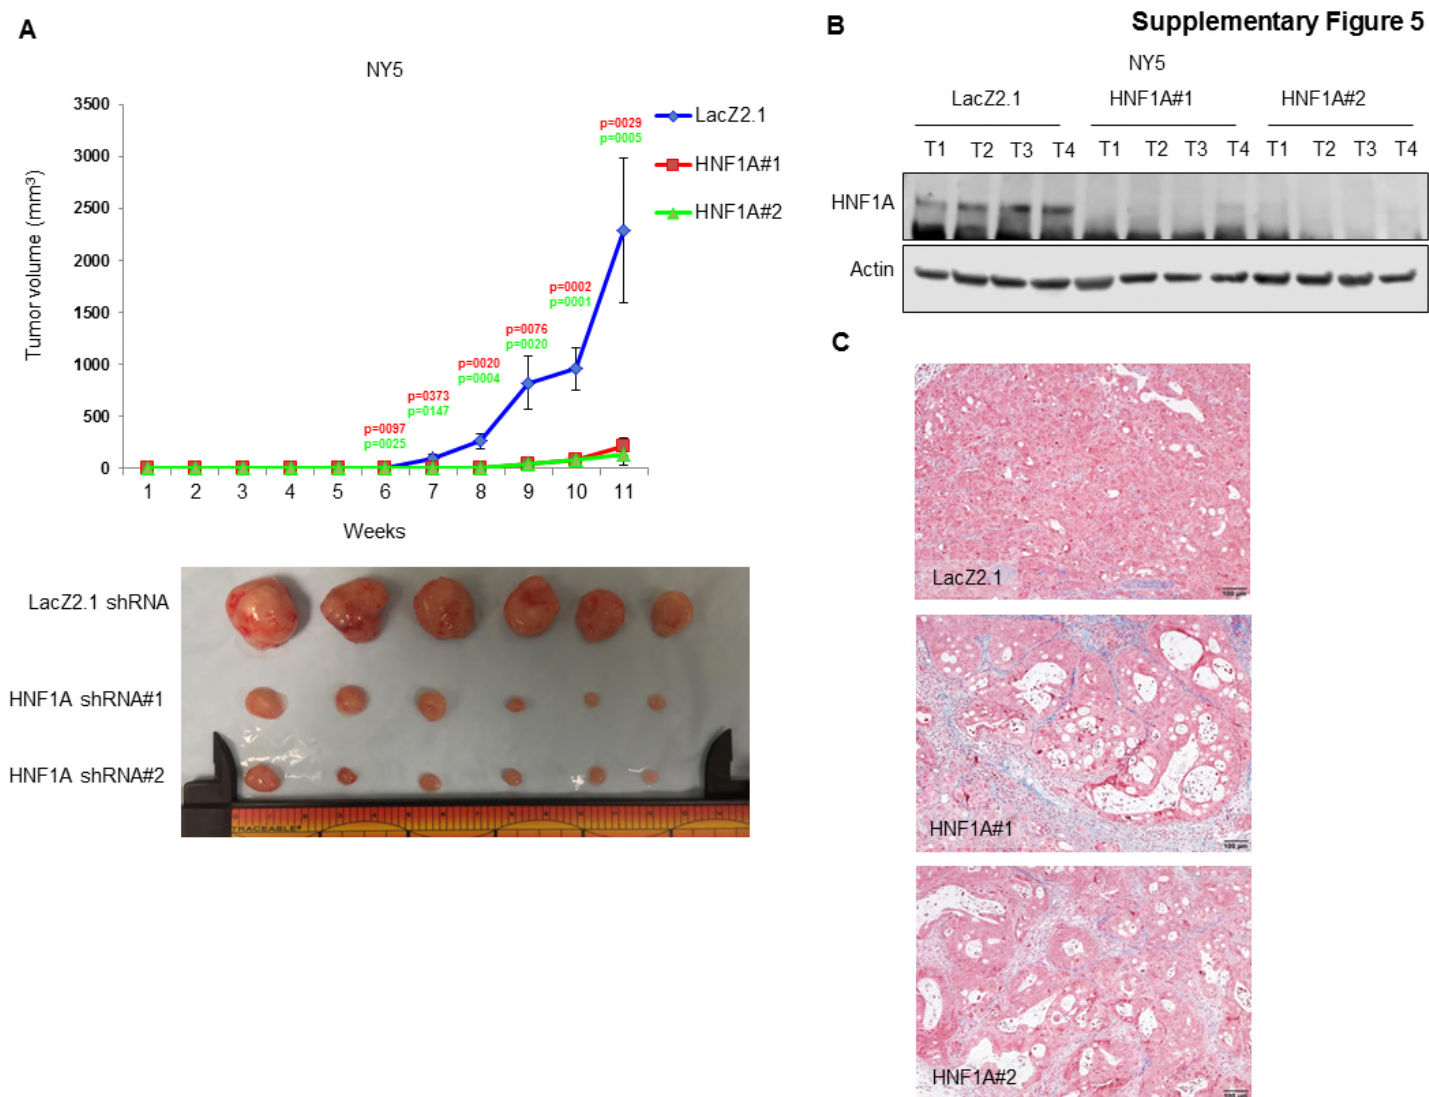 Supplementary Figure 5
A
NY5
3500
3000
2500
2000
1500
1000
500
0
Tumor volume (mm³)
1 2 3 4 5 6 7 8 9 10 11
Weeks
LacZ2.1
HNF1A#1
HNF1A#2
p=0097
p=0025
p=0373
p=0147
p=0020
p=0004
p=0076
p=0020
p=0002
p=0001
p=0029
p=0005
LacZ2.1 shRNA
HNF1A shRNA#1
HNF1A shRNA#2
TRACEABLE
B
NY5
LacZ2.1 HNF1A#1 HNF1A#2
T1 T2 T3 T4 T1 T2 T3 T4 T1 T2 T3 T4
HNF1A
Actin
C
LacZ2.1
100 µm
HNF1A#1
100 µm
HNF1A#2